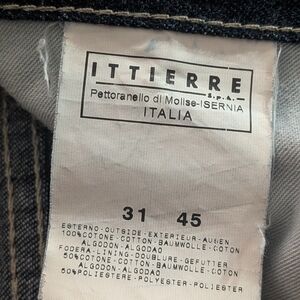 ITTIERRE
s.p.a.
Pettoranello di Molise-ISERNIA
ITALIA
31 45
ESTERNO-OUTSIDE-EXTERIEUR-AUßEN
100%COTONE-COTTON-BAUMWOLLE-COTON
ALGODON-ALGODAO
FODERA-LINING-DOUBLURE-GEFUTTER
50%COTONE-COTTON-BAUMWOLLE-COTON
ALGODON-ALGODAO
50%POLIESTERE-POLYESTER-POLIESTER